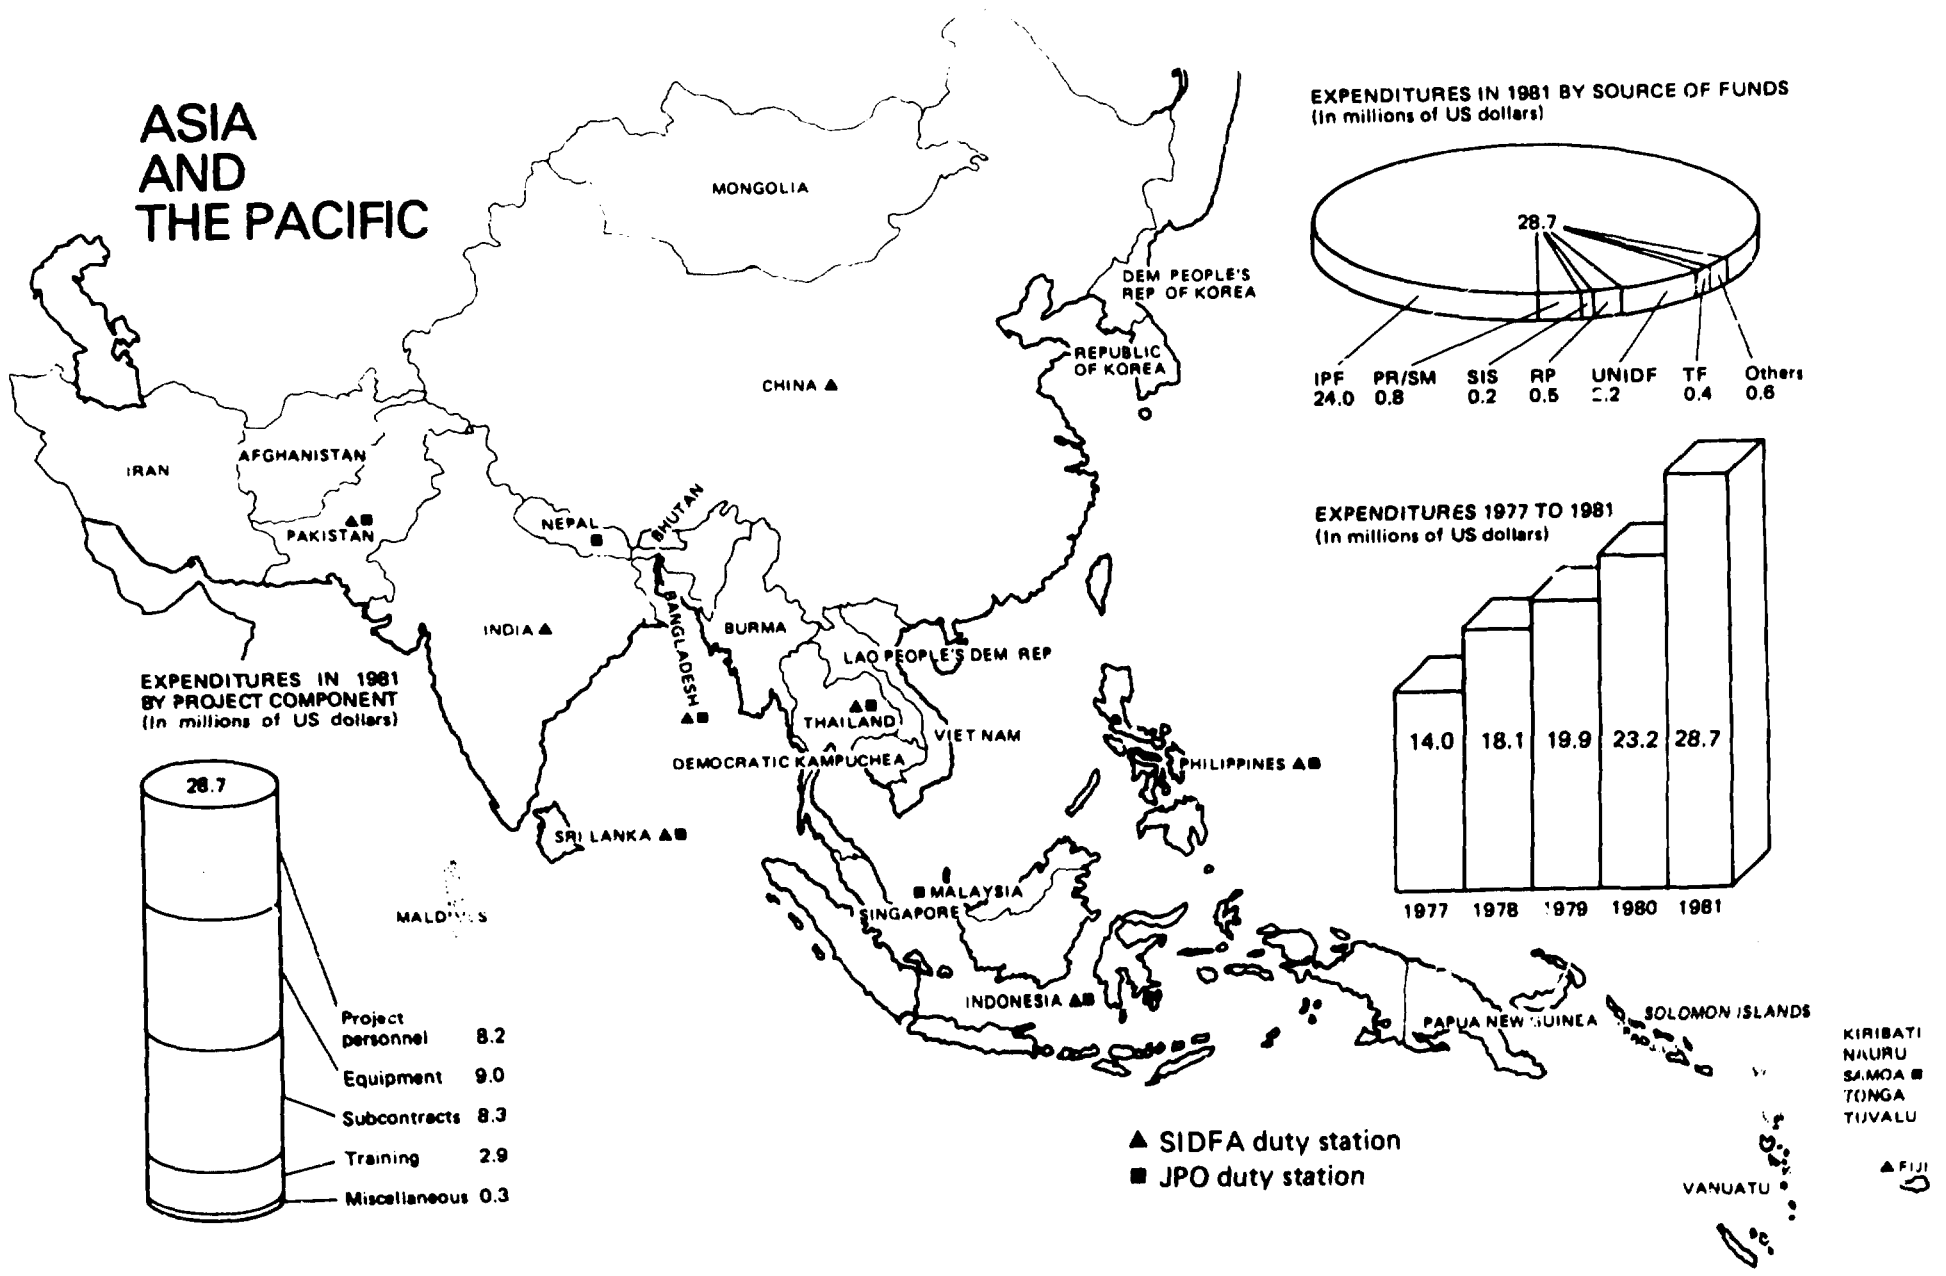 ASIA
AND
THE PACIFIC
EXPENDITURES IN 1981 BY SOURCE OF FUNDS
(In millions of US dollars)
28.7
IPF PR/SM SIS RP UNIDF TF Others
24.0 0.8 0.2 0.5 .2 0.4 0.6
MONGOLIA
DEM PEOPLE'S
REP OF KOREA
REPUBLIC
OF KOREA
CHINA ▲
IRAN
AFGHANISTAN
▲■
PAKISTAN
NEPAL
■
BHUTAN
INDIA ▲
BANGLADESH
▲■
BURMA
LAO PEOPLE'S DEM REP
▲■
THAILAND
VIET NAM
DEMOCRATIC KAMPUCHEA
PHILIPPINES ▲■
SRI LANKA ▲■
MALDIVES
■ MALAYSIA
SINGAPORE
INDONESIA ▲■
PAPUA NEW GUINEA
SOLOMON ISLANDS
KIRIBATI
NAURU
SAMOA ■
TONGA
TUVALU
▲ FIJI
VANUATU
EXPENDITURES 1977 TO 1981
(In millions of US dollars)
14.0 18.1 19.9 23.2 28.7
1977 1978 1979 1980 1981
EXPENDITURES IN 1981
BY PROJECT COMPONENT
(In millions of US dollars)
28.7
Project
personnel 8.2
Equipment 9.0
Subcontracts 8.3
Training 2.9
Miscellaneous 0.3
▲ SIDFA duty station
■ JPO duty station